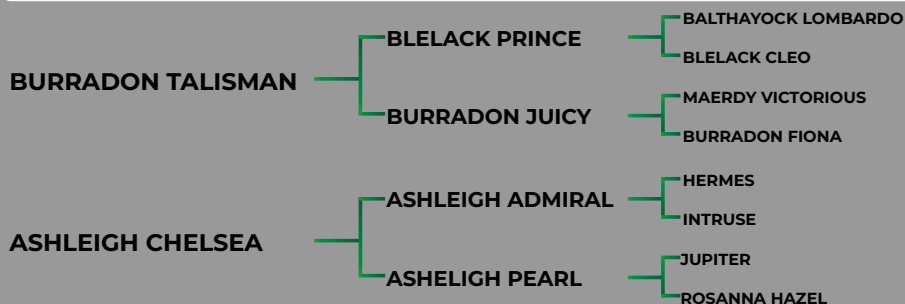 BALTHAYOCK LOMBARDO
BLELACK PRINCE
BLELACK CLEO
BURRADON TALISMAN
MAERDY VICTORIOUS
BURRADON JUICY
BURRADON FIONA
HERMES
ASHLEIGH ADMIRAL
INTRUSE
ASHLEIGH CHELSEA
JUPITER
ASHELIGH PEARL
ROSANNA HAZEL